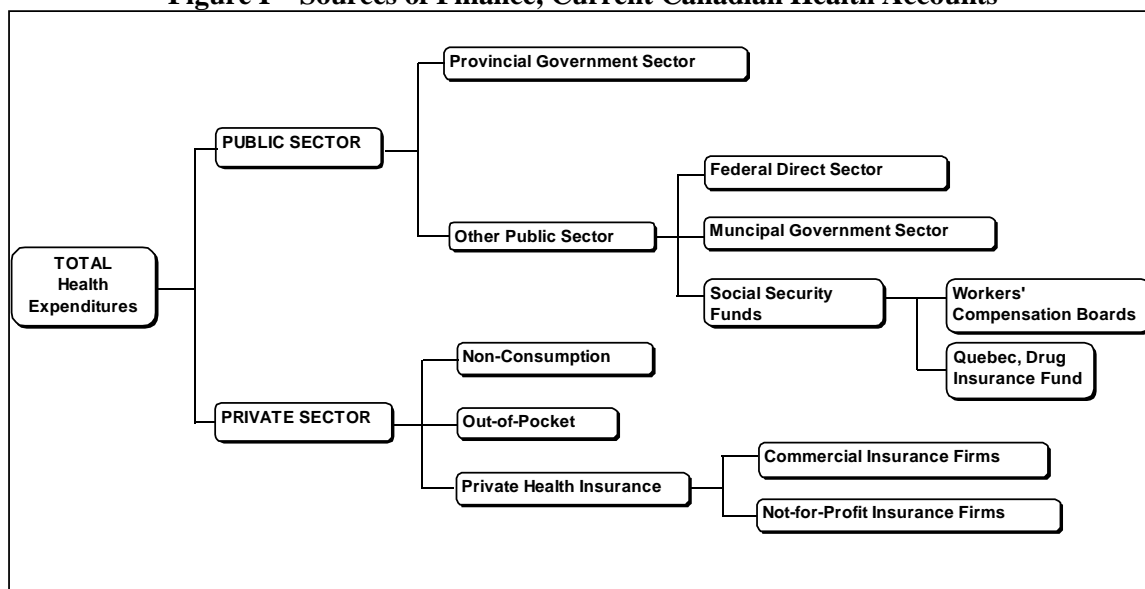 Figure 1 - Sources of Finance, Current Canadian Health Accounts
Provincial Government Sector
PUBLIC SECTOR
Federal Direct Sector
Other Public Sector
Muncipal Government Sector
TOTAL
Health
Expenditures
Social Security
Funds
Workers'
Compensation Boards
Quebec, Drug
Insurance Fund
Non-Consumption
PRIVATE SECTOR
Out-of-Pocket
Private Health Insurance
Commercial Insurance Firms
Not-for-Profit Insurance Firms